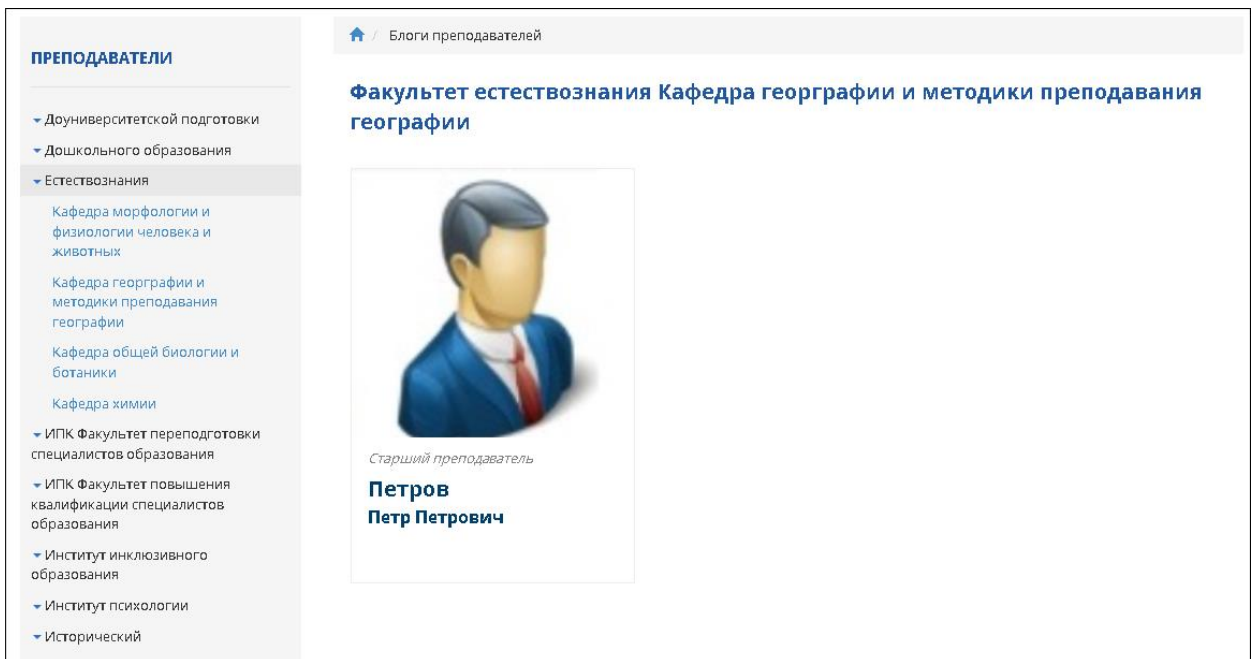 ПРЕПОДАВАТЕЛИ
Доуниверситетской подготовки
Дошкольного образования
Естествознания
Кафедра морфологии и
физиологии человека и
животных
Кафедра георграфии и
методики преподавания
географии
Кафедра общей биологии и
ботаники
Кафедра химии
ИПК Факультет переподготовки
специалистов образования
ИПК Факультет повышения
квалификации специалистов
образования
Институт инклюзивного
образования
Институт психологии
Исторический
/ Блоги преподавателей
Факультет естествознания Кафедра георграфии и методики преподавания
географии
Старший преподаватель
Петров
Петр Петрович